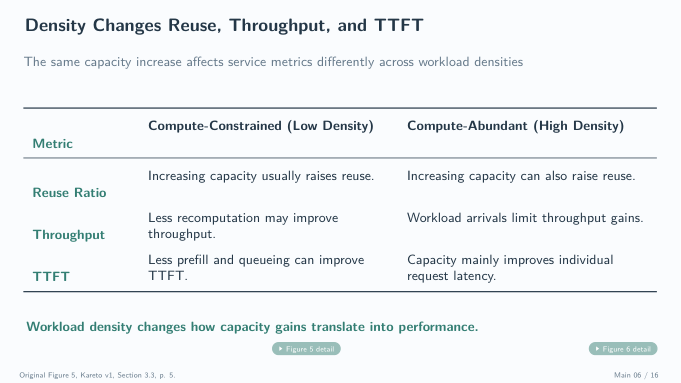 Density Changes Reuse, Throughput, and TTFT
The same capacity increase affects service metrics differently across workload densities
Metric
Compute-Constrained (Low Density)
Compute-Abundant (High Density)
Reuse Ratio
Increasing capacity usually raises reuse.
Increasing capacity can also raise reuse.
Throughput
Less recomputation may improve
throughput.
Workload arrivals limit throughput gains.
TTFT
Less prefill and queueing can improve
TTFT.
Capacity mainly improves individual
request latency.
Workload density changes how capacity gains translate into performance.
Figure 5 detail
Figure 6 detail
Original Figure 5, Kareto v1, Section 3.3, p. 5.
Main 06 / 16